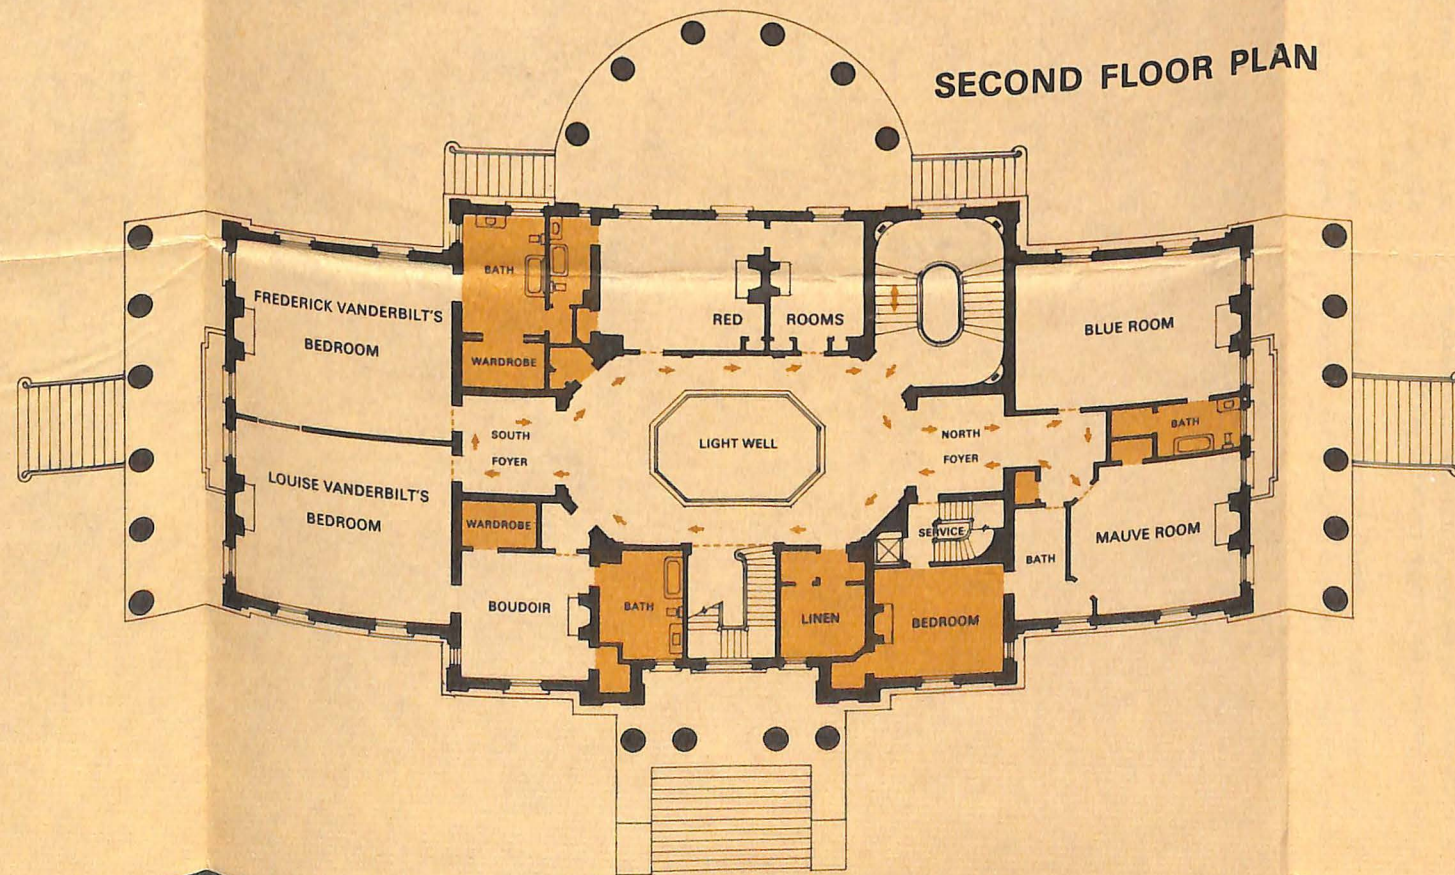 SECOND FLOOR PLAN
FREDERICK VANDERBILT'S
BEDROOM
BATH
WARDROBE
RED ROOMS
BLUE ROOM
SOUTH
FOYER
LIGHT WELL
NORTH
FOYER
BATH
LOUISE VANDERBILT'S
BEDROOM
WARDROBE
SERVICE
MAUVE ROOM
BATH
BOUDOIR
BATH
LINEN
BEDROOM